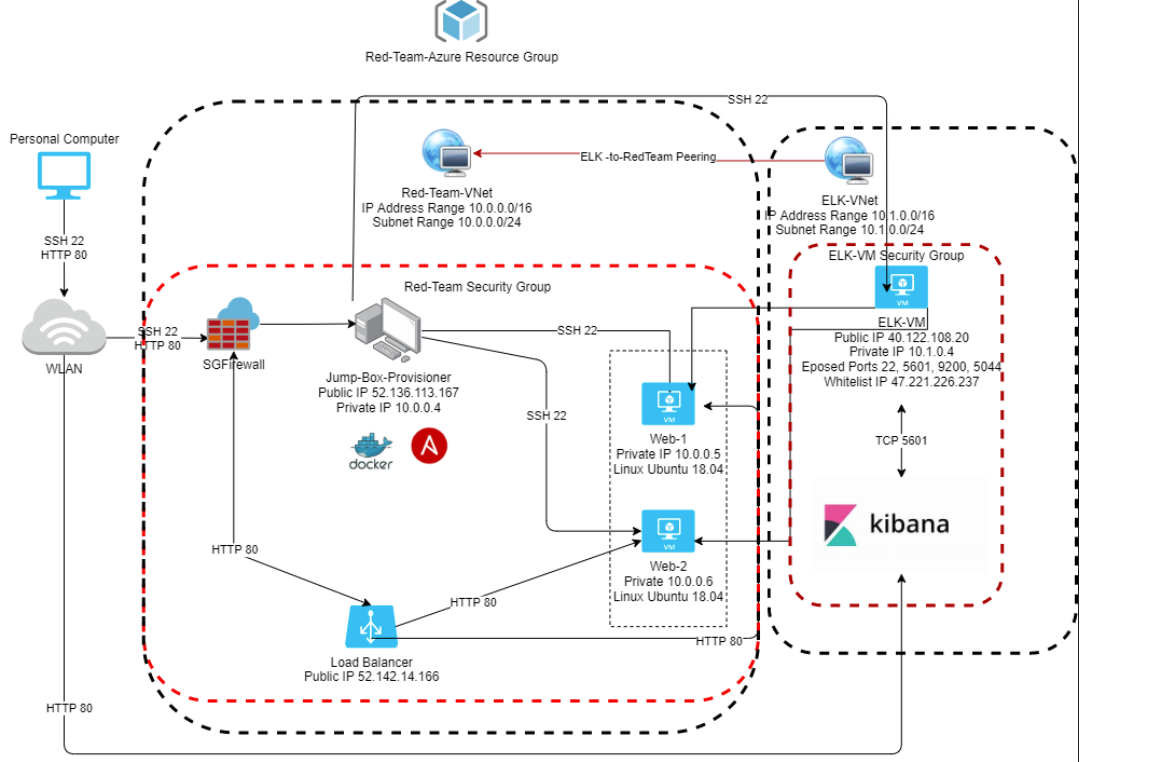 Red-Team-Azure Resource Group
SSH 22
Personal Computer
SSH 22
HTTP 80
WLAN
SSH 22
HTTP 80
SGFirewall
Red-Team-VNet
IP Address Range 10.0.0.0/16
Subnet Range 10.0.0.0/24
ELK -to-RedTeam Peering
ELK-VNet
IP Address Range 10.1.0.0/16
Subnet Range 10.1.0.0/24
Red-Team Security Group
Jump-Box-Provisioner
Public IP 52.136.113.167
Private IP 10.0.0.4
docker
A
SSH 22
SSH 22
VM
Web-1
Private IP 10.0.0.5
Linux Ubuntu 18.04
VM
Web-2
Private 10.0.0.6
Linux Ubuntu 18.04
ELK-VM Security Group
VM
ELK-VM
Public IP 40.122.108.20
Private IP 10.1.0.4
Eposed Ports 22, 5601, 9200, 5044
Whitelist IP 47.221.226.237
TCP 5601
kibana
HTTP 80
HTTP 80
HTTP 80
Load Balancer
Public IP 52.142.14.166
HTTP 80